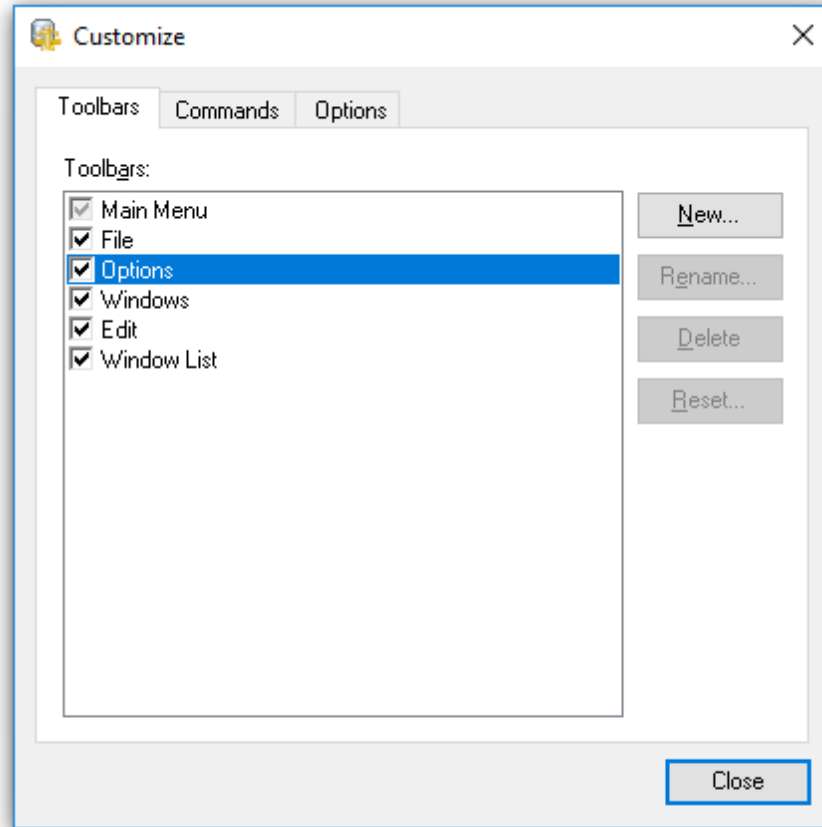 Customize
Toolbars Commands Options
Toolbars:
Main Menu
File
Options
Windows
Edit
Window List
New...
Rename...
Delete
Reset...
Close